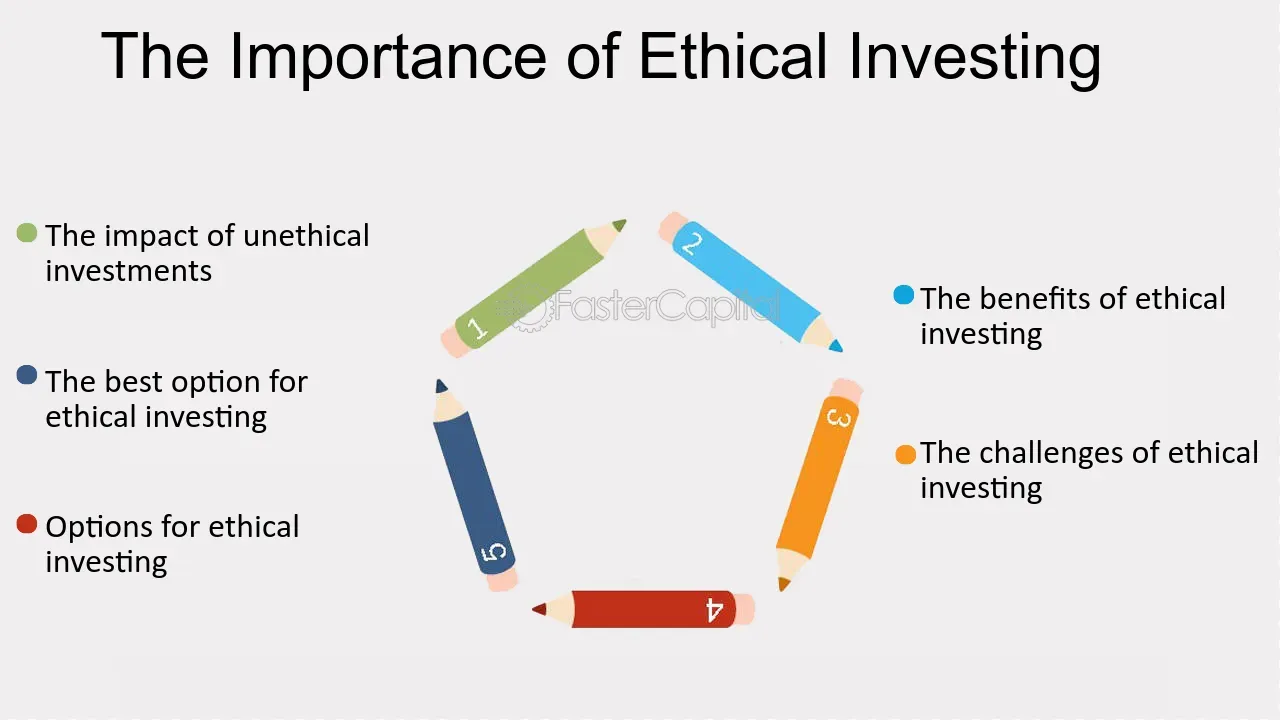 The Importance of Ethical Investing
The impact of unethical
investments
The best option for
ethical investing
Options for ethical
investing
1
2
3
4
5
FasterCapital
The benefits of ethical
investing
The challenges of ethical
investing